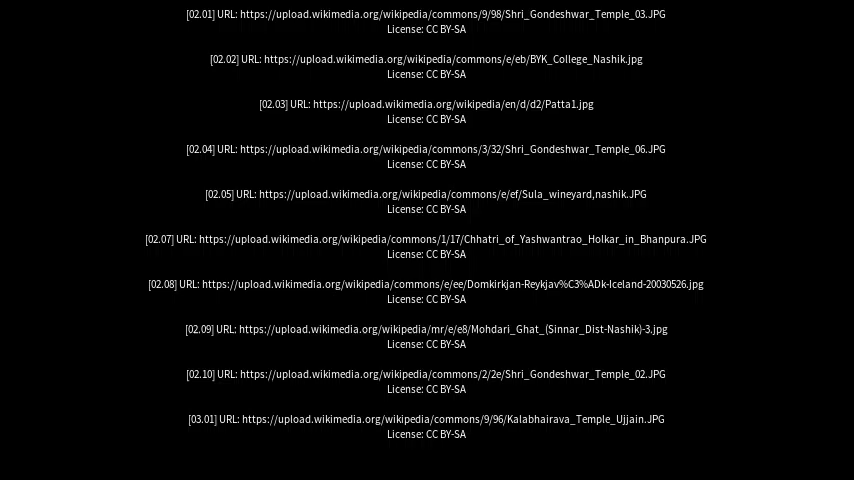 [02.01] URL: https://upload.wikimedia.org/wikipedia/commons/9/98/Shri_Gondeshwar_Temple_03.JPG
License: CC BY-SA
[02.02] URL: https://upload.wikimedia.org/wikipedia/commons/e/eb/BYK_College_Nashik.jpg
License: CC BY-SA
[02.03] URL: https://upload.wikimedia.org/wikipedia/en/d/d2/Patta1.jpg
License: CC BY-SA
[02.04] URL: https://upload.wikimedia.org/wikipedia/commons/3/32/Shri_Gondeshwar_Temple_06.JPG
License: CC BY-SA
[02.05] URL: https://upload.wikimedia.org/wikipedia/commons/e/ef/Sula_wineyard,nashik.JPG
License: CC BY-SA
[02.07] URL: https://upload.wikimedia.org/wikipedia/commons/1/17/Chhatri_of_Yashwantrao_Holkar_in_Bhanpura.JPG
License: CC BY-SA
[02.08] URL: https://upload.wikimedia.org/wikipedia/commons/e/ee/Domkirkjan-Reykjav%C3%ADk-Iceland-20030526.jpg
License: CC BY-SA
[02.09] URL: https://upload.wikimedia.org/wikipedia/mr/e/e8/Mohdari_Ghat_(Sinnar_Dist-Nashik)-3.jpg
License: CC BY-SA
[02.10] URL: https://upload.wikimedia.org/wikipedia/commons/2/2e/Shri_Gondeshwar_Temple_02.JPG
License: CC BY-SA
[03.01] URL: https://upload.wikimedia.org/wikipedia/commons/9/96/Kalabhairava_Temple_Ujjain.JPG
License: CC BY-SA